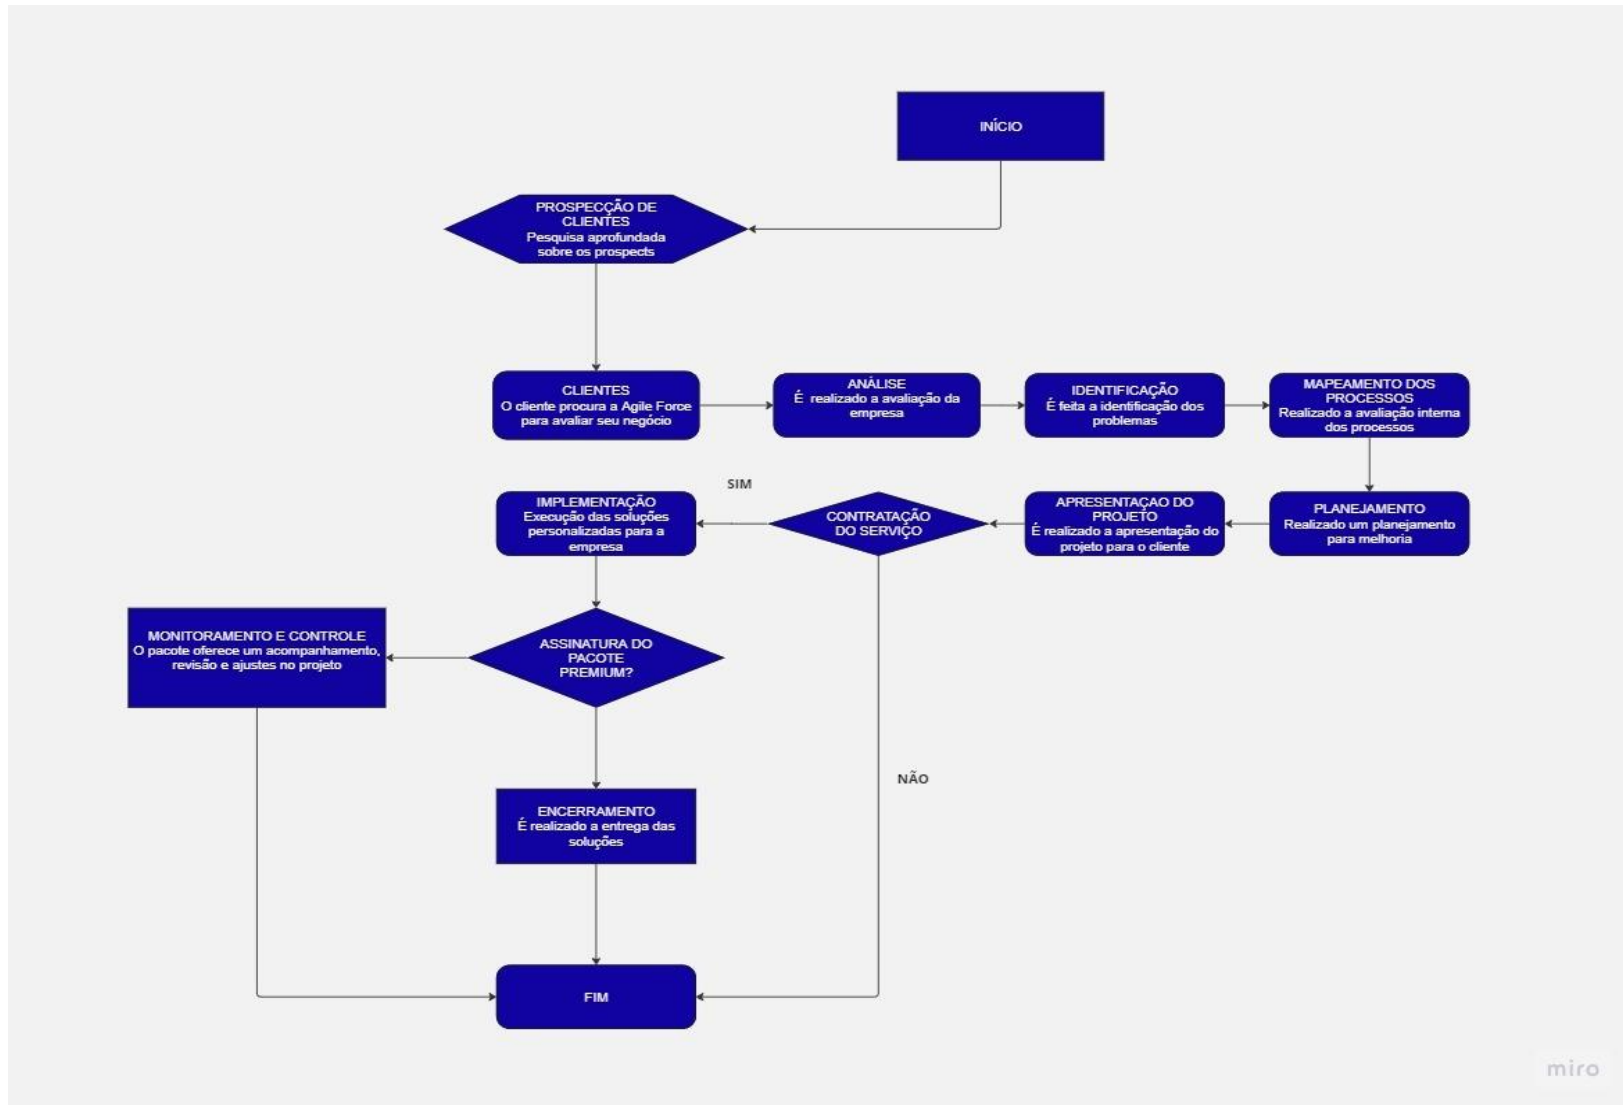 INÍCIO
PROSPECÇÃO DE
CLIENTES
Pesquisa aprofundada
sobre os prospects
CLIENTES
O cliente procura a Agile Force
para avaliar seu negócio
ANÁLISE
É realizado a avaliação da
empresa
IDENTIFICAÇÃO
É feita a identificação dos
problemas
MAPEAMENTO DOS
PROCESSOS
Realizado a avaliação interna
dos processos
SIM
IMPLEMENTAÇÃO
Execução das soluções
personalizadas para a
empresa
CONTRATAÇÃO
DO SERVIÇO
APRESENTAÇAO DO
PROJETO
É realizado a apresentação do
projeto para o cliente
PLANEJAMENTO
Realizado um planejamento
para melhoria
MONITORAMENTO E CONTROLE
O pacote oferece um acompanhamento,
revisão e ajustes no projeto
ASSINATURA DO
PACOTE
PREMIUM?
NÃO
ENCERRAMENTO
É realizado a entrega das
soluções
FIM
miro